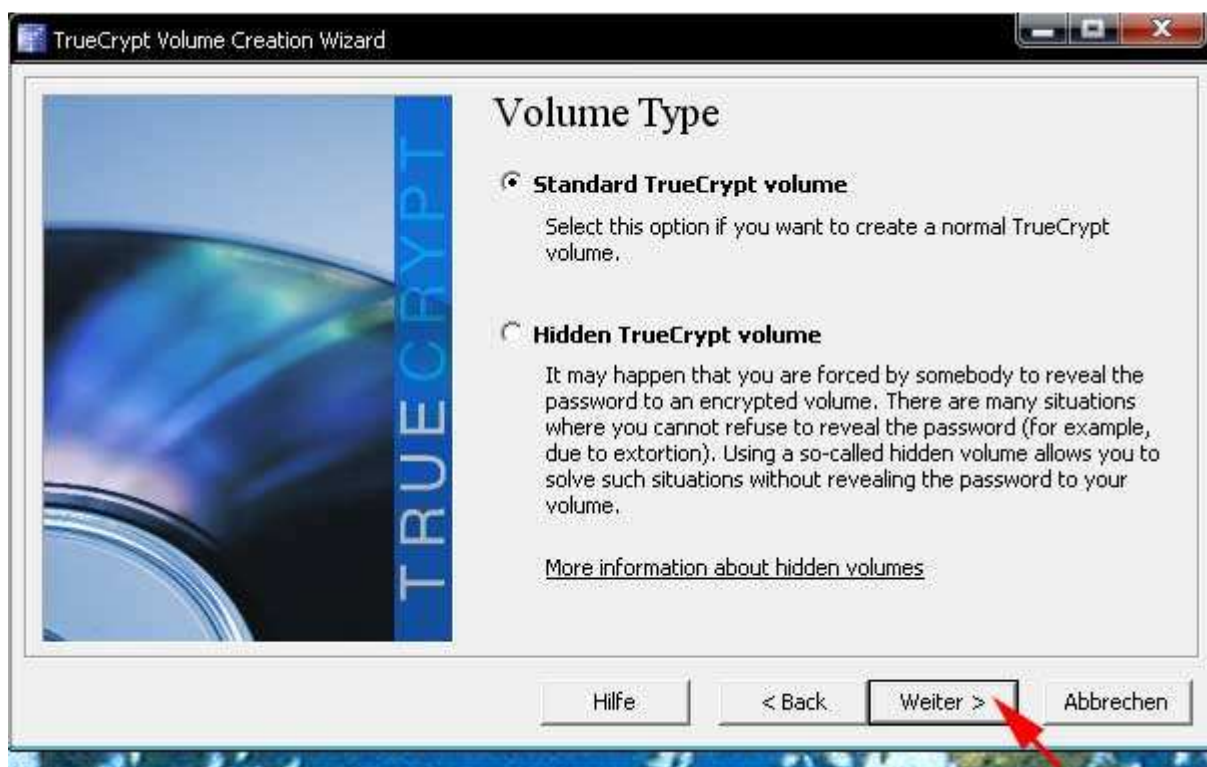 TrueCrypt Volume Creation Wizard
TRUECRYPT
Volume Type
Standard TrueCrypt volume
Select this option if you want to create a normal TrueCrypt
volume.
Hidden TrueCrypt volume
It may happen that you are forced by somebody to reveal the
password to an encrypted volume. There are many situations
where you cannot refuse to reveal the password (for example,
due to extortion). Using a so-called hidden volume allows you to
solve such situations without revealing the password to your
volume.
More information about hidden volumes
Hilfe
< Back
Weiter >
Abbrechen